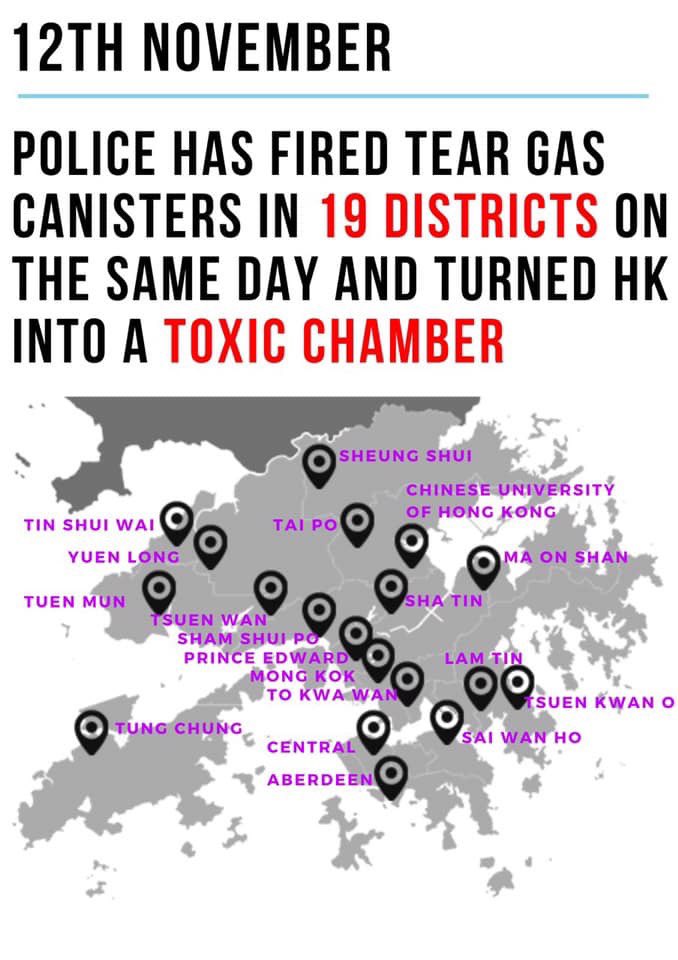 12TH NOVEMBER
POLICE HAS FIRED TEAR GAS
CANISTERS IN 19 DISTRICTS ON
THE SAME DAY AND TURNED HK
INTO A TOXIC CHAMBER
SHEUNG SHUI
CHINESE UNIVERSITY
OF HONG KONG
TIN SHUI WAI
TAI PO
YUEN LONG
MA ON SHAN
TUEN MUN
SHA TIN
TSUEN WAN
SHAM SHUI PO
PRINCE EDWARD
LAM TIN
MONG KOK
TO KWA WAN
TSUEN KWAN O
TUNG CHUNG
SAI WAN HO
CENTRAL
ABERDEEN